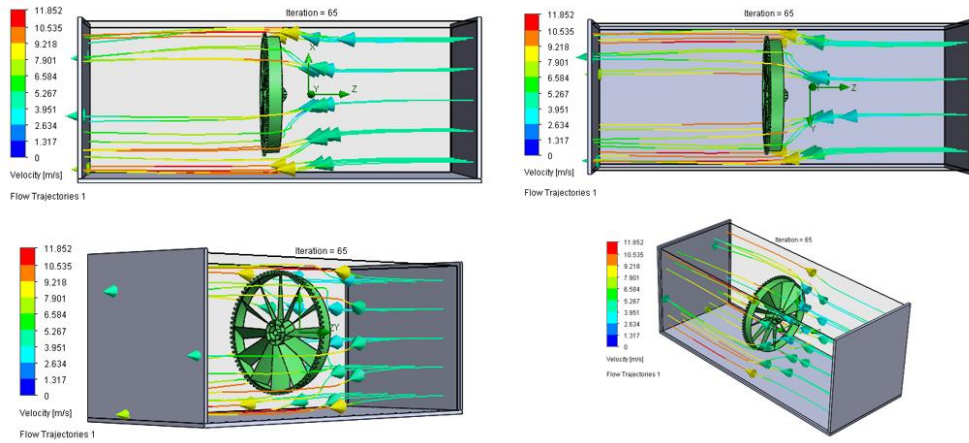 Iteration = 65
11.852
10.535
9.218
7.901
6.584
5.267
3.951
2.634
1.317
0
Velocity [m/s]
Flow Trajectories 1
X
Y
Z
Iteration = 65
11.852
10.535
9.218
7.901
6.584
5.267
3.951
2.634
1.317
0
Velocity [m/s]
Flow Trajectories 1
Z
Y
Iteration = 65
11.852
10.535
9.218
7.901
6.584
5.267
3.951
2.634
1.317
0
Velocity [m/s]
Flow Trajectories 1
ZY
Iteration = 65
11.852
10.535
9.218
7.901
6.584
5.267
3.951
2.634
1.317
0
Velocity [m/s]
Flow Trajectories 1